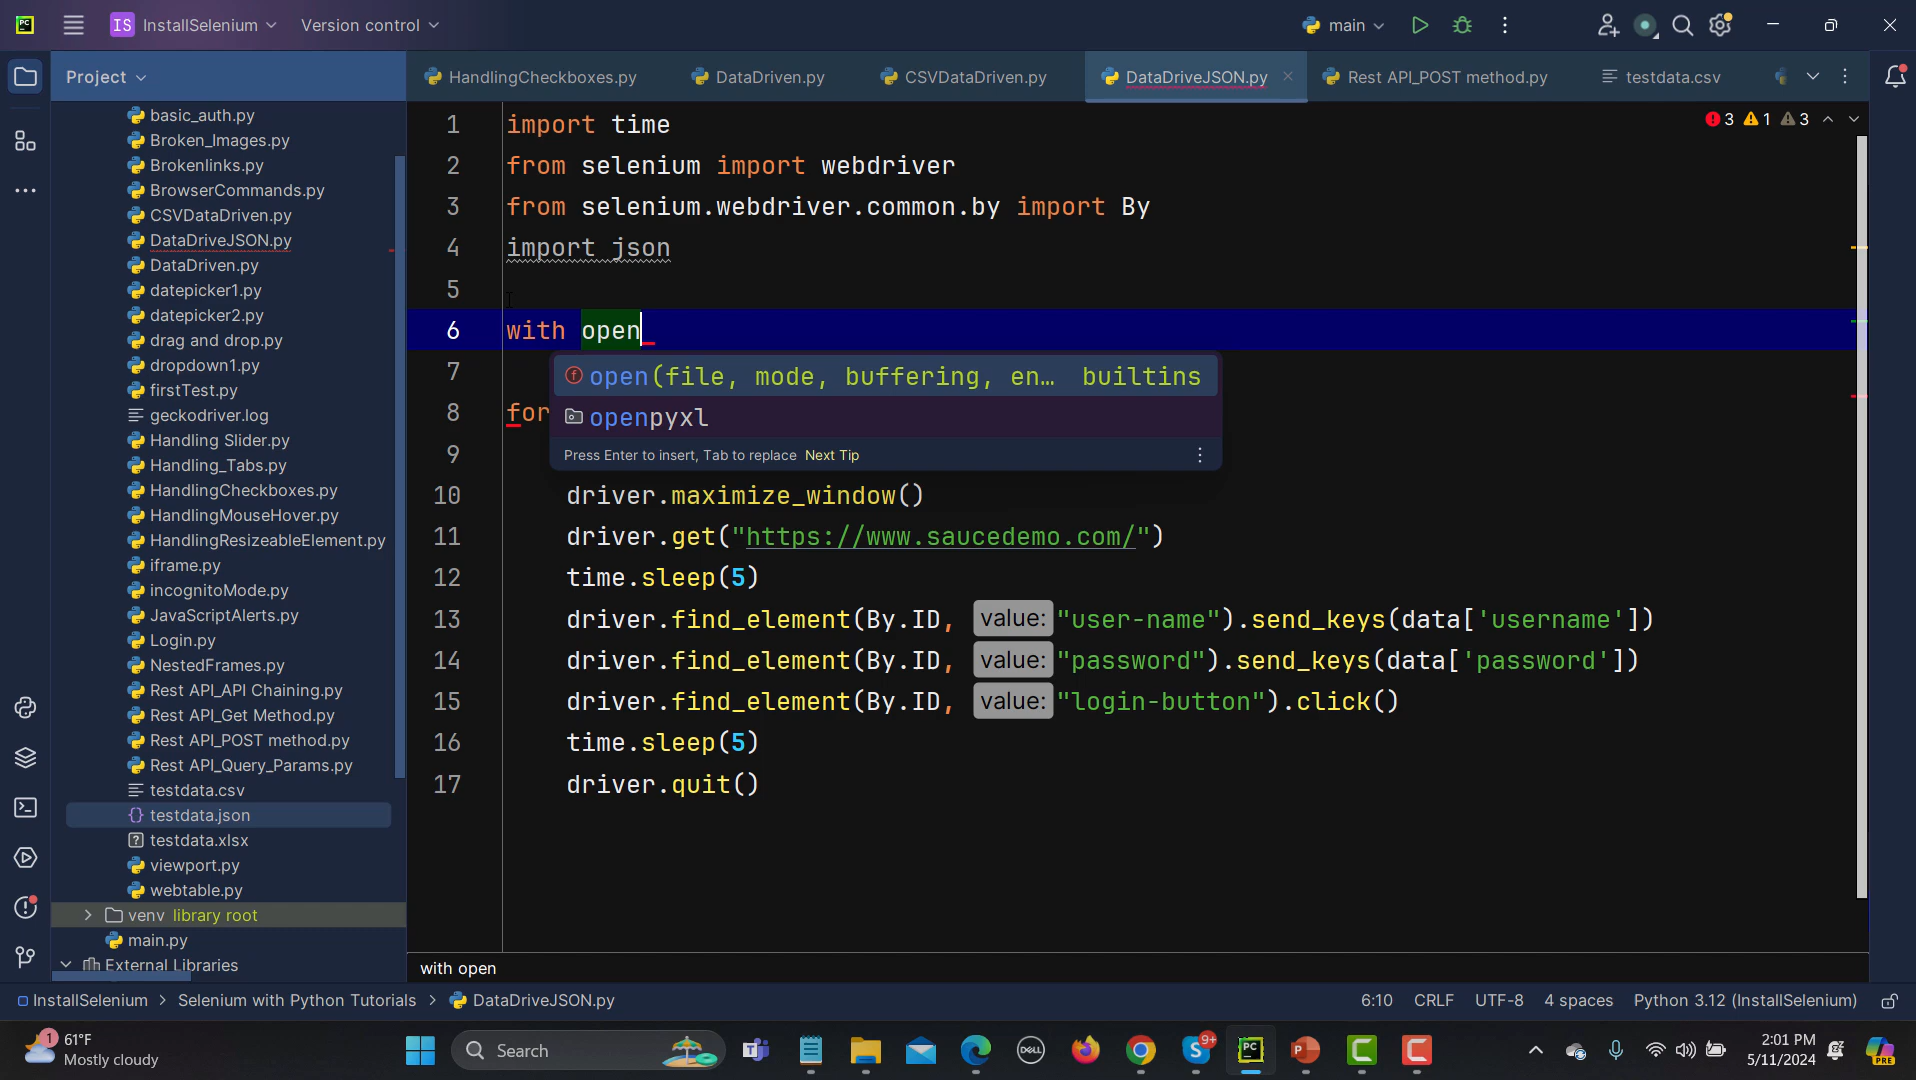 PC
IS InstallSelenium
Version control
main
Project
HandlingCheckboxes.py
DataDriven.py
CSVDataDriven.py
DataDriveJSON.py
Rest API_POST method.py
testdata.csv
basic_auth.py
Broken_Images.py
Brokenlinks.py
BrowserCommands.py
CSVDataDriven.py
DataDriveJSON.py
DataDriven.py
datepicker1.py
datepicker2.py
drag and drop.py
dropdown1.py
firstTest.py
geckodriver.log
Handling Slider.py
Handling_Tabs.py
HandlingCheckboxes.py
HandlingMouseHover.py
HandlingResizeableElement.py
iframe.py
incognitoMode.py
JavaScriptAlerts.py
Login.py
NestedFrames.py
Rest API_API Chaining.py
Rest API_Get Method.py
Rest API_POST method.py
Rest API_Query_Params.py
testdata.csv
testdata.json
testdata.xlsx
viewport.py
webtable.py
venv library root
main.py
External Libraries
3 1 3
1 import time
2 from selenium import webdriver
3 from selenium.webdriver.common.by import By
4 import json
5
6 with open
7
open(file, mode, buffering, en… builtins
8 for
openpyxl
9
Press Enter to insert, Tab to replace Next Tip
10 driver.maximize_window()
11 driver.get("https://www.saucedemo.com/")
12 time.sleep(5)
13 driver.find_element(By.ID, value: "user-name").send_keys(data['username'])
14 driver.find_element(By.ID, value: "password").send_keys(data['password'])
15 driver.find_element(By.ID, value: "login-button").click()
16 time.sleep(5)
17 driver.quit()
with open
InstallSelenium > Selenium with Python Tutorials > DataDriveJSON.py
6:10 CRLF UTF-8 4 spaces Python 3.12 (InstallSelenium)
1
61°F
Mostly cloudy
Search
DELL
9+
PC
2:01 PM
5/11/2024
PRE